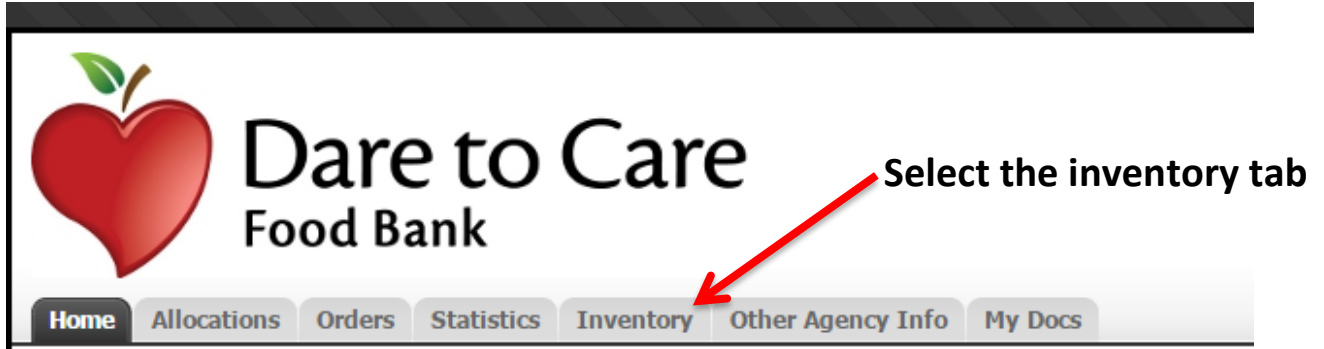 Dare to Care
Food Bank
Select the inventory tab
Home Allocations Orders Statistics Inventory Other Agency Info My Docs